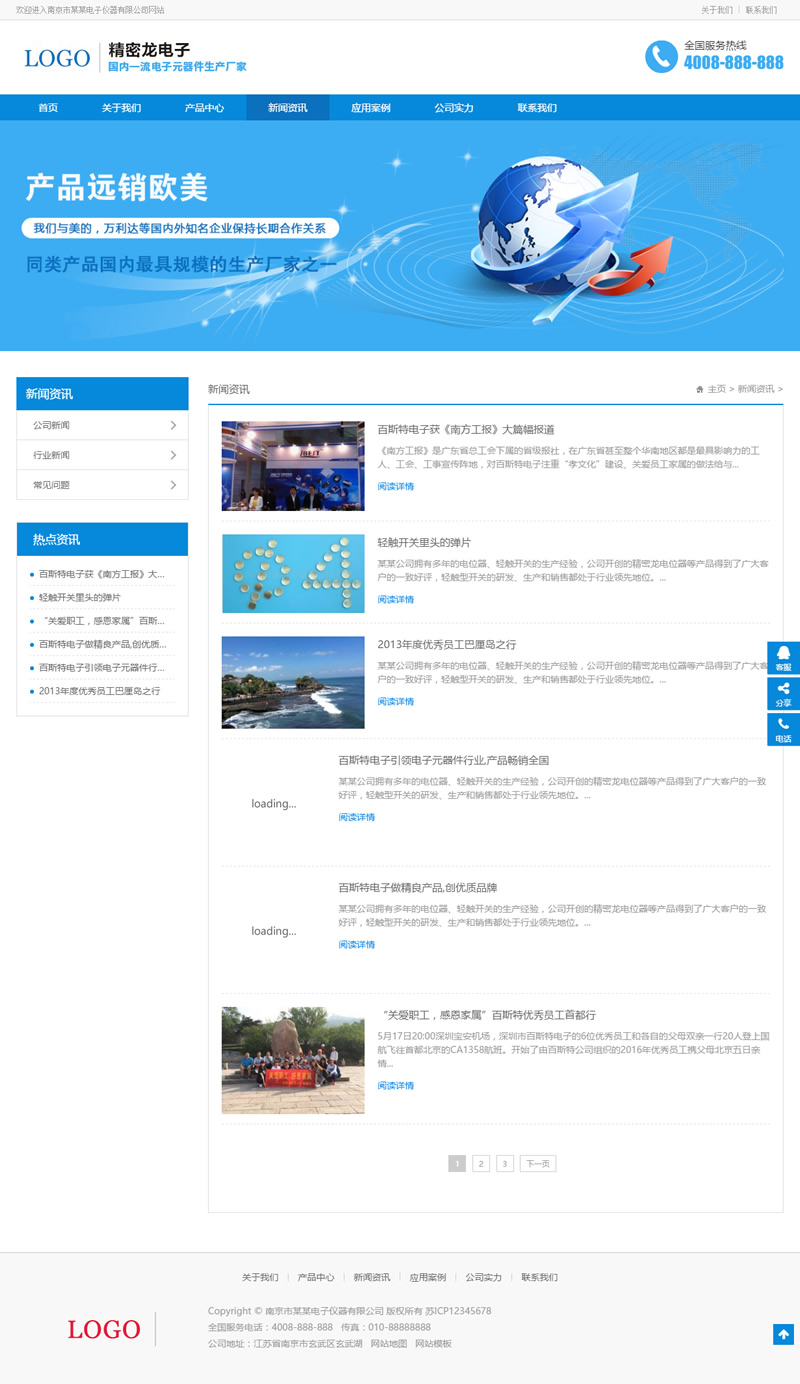 欢迎进入南京市某某电子仪器有限公司网站
关于我们 | 联系我们
LOGO
精密龙电子
国内一流电子元器件生产厂家
全国服务热线
4008-888-888
首页 关于我们 产品中心 新闻资讯 应用案例 公司实力 联系我们
产品远销欧美
我们与美的，万利达等国内外知名企业保持长期合作关系
同类产品国内最具规模的生产厂家之一
新闻资讯
公司新闻
行业新闻
常见问题
热点资讯
百斯特电子获《南方工报》大...
轻触开关里头的弹片
“关爱职工，感恩家属”百斯...
百斯特电子做精良产品,创优质...
百斯特电子引领电子元器件行...
2013年度优秀员工巴厘岛之行
新闻资讯
主页 > 新闻资讯 >
百斯特电子获《南方工报》大篇幅报道
《南方工报》是广东省总工会下属的省级报社，在广东省甚至整个华南地区都是最具影响力的工
人、工会、工事宣传阵地，对百斯特电子注重“孝文化”建设、关爱员工家属的做法给与...
阅读详情
轻触开关里头的弹片
某某公司拥有多年的电位器、轻触开关的生产经验，公司开创的精密龙电位器等产品得到了广大客
户的一致好评，轻触型开关的研发、生产和销售都处于行业领先地位。...
阅读详情
2013年度优秀员工巴厘岛之行
某某公司拥有多年的电位器、轻触开关的生产经验，公司开创的精密龙电位器等产品得到了广大客
户的一致好评，轻触型开关的研发、生产和销售都处于行业领先地位。...
阅读详情
loading...
百斯特电子引领电子元器件行业,产品畅销全国
某某公司拥有多年的电位器、轻触开关的生产经验，公司开创的精密龙电位器等产品得到了广大客户的一致
好评，轻触型开关的研发、生产和销售都处于行业领先地位。...
阅读详情
loading...
百斯特电子做精良产品,创优质品牌
某某公司拥有多年的电位器、轻触开关的生产经验，公司开创的精密龙电位器等产品得到了广大客户的一致
好评，轻触型开关的研发、生产和销售都处于行业领先地位。...
阅读详情
“关爱职工，感恩家属”百斯特优秀员工首都行
5月17日20:00深圳宝安机场，深圳市百斯特电子的6位优秀员工和各自的父母双亲一行20人登上国
航飞往首都北京的CA1358航班。开始了由百斯特公司组织的2016年优秀员工携父母北京五日亲
情...
阅读详情
1 2 3 下一页
客服
分享
电话
关于我们 | 产品中心 | 新闻资讯 | 应用案例 | 公司实力 | 联系我们
LOGO
Copyright © 南京市某某电子仪器有限公司 版权所有 苏ICP12345678
全国服务电话：4008-888-888 传真：010-88888888
公司地址：江苏省南京市玄武区玄武湖 网站地图 网站模板